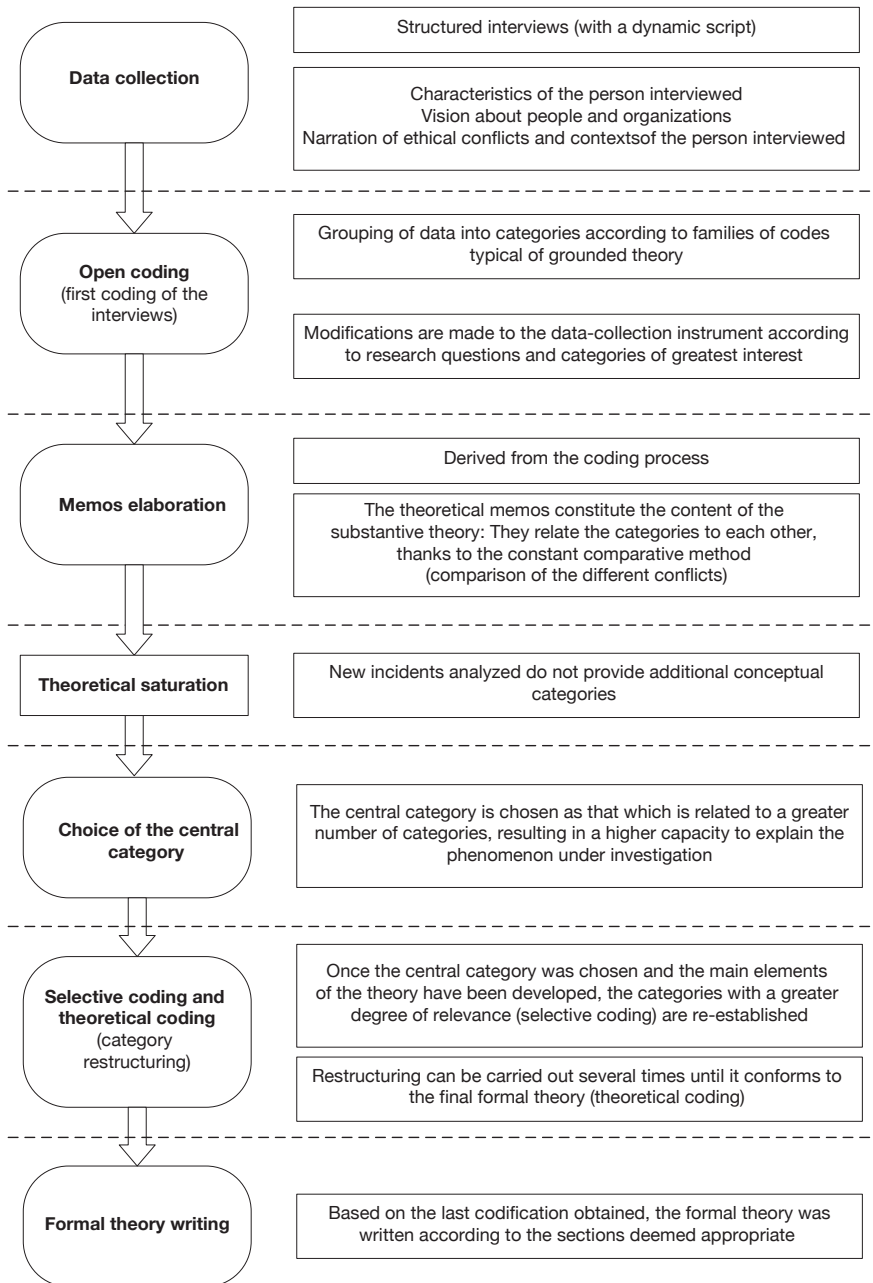 Data collection
Structured interviews (with a dynamic script)
Characteristics of the person interviewed
Vision about people and organizations
Narration of ethical conflicts and contextsof the person interviewed
Open coding
(first coding of the
interviews)
Grouping of data into categories according to families of codes
typical of grounded theory
Modifications are made to the data-collection instrument according
to research questions and categories of greatest interest
Memos elaboration
Derived from the coding process
The theoretical memos constitute the content of the
substantive theory: They relate the categories to each other,
thanks to the constant comparative method
(comparison of the different conflicts)
Theoretical saturation
New incidents analyzed do not provide additional conceptual
categories
Choice of the central
category
The central category is chosen as that which is related to a greater
number of categories, resulting in a higher capacity to explain the
phenomenon under investigation
Selective coding and
theoretical coding
(category
restructuring)
Once the central category was chosen and the main elements
of the theory have been developed, the categories with a greater
degree of relevance (selective coding) are re-established
Restructuring can be carried out several times until it conforms to
the final formal theory (theoretical coding)
Formal theory writing
Based on the last codification obtained, the formal theory was
written according to the sections deemed appropriate